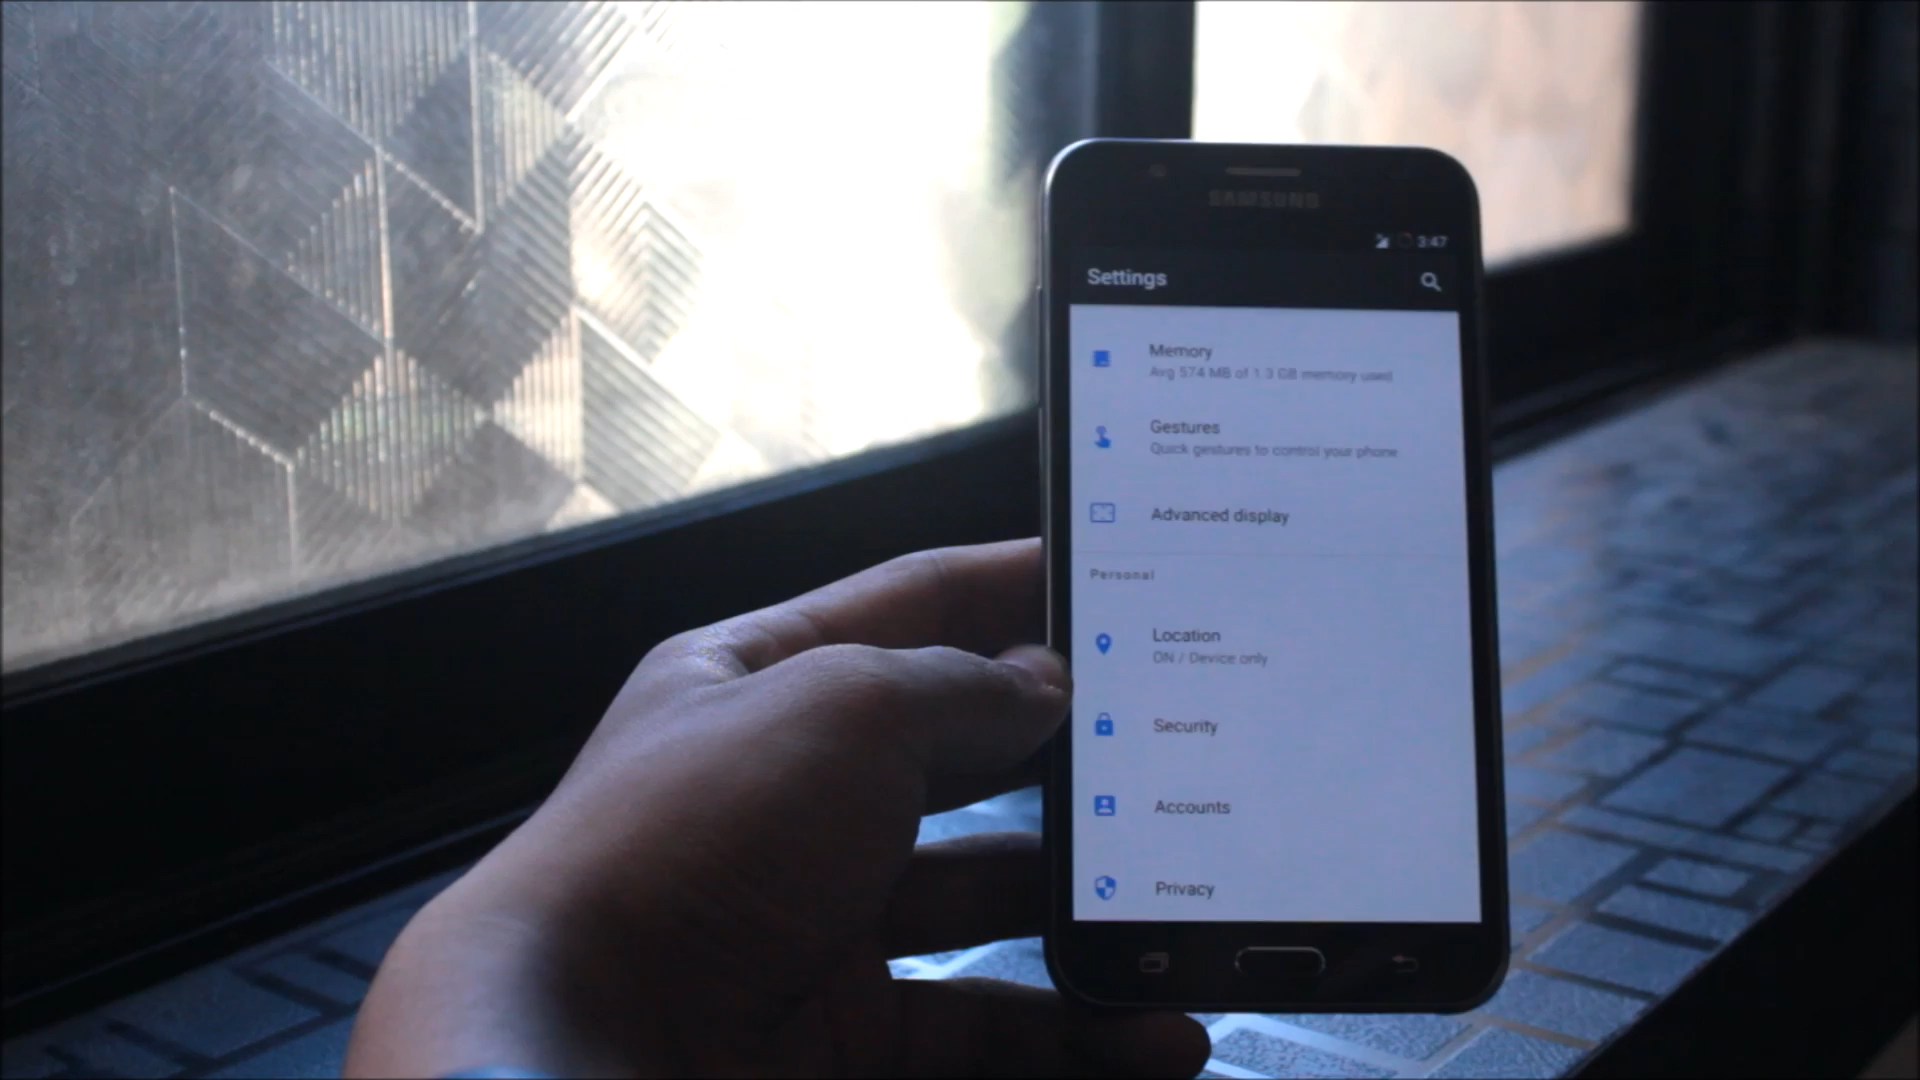 SAMSUNG
3:47
Settings
Memory
Avg 574 MB of 1.3 GB memory used
Gestures
Quick gestures to control your phone
Advanced display
Personal
Location
ON / Device only
Security
Accounts
Privacy